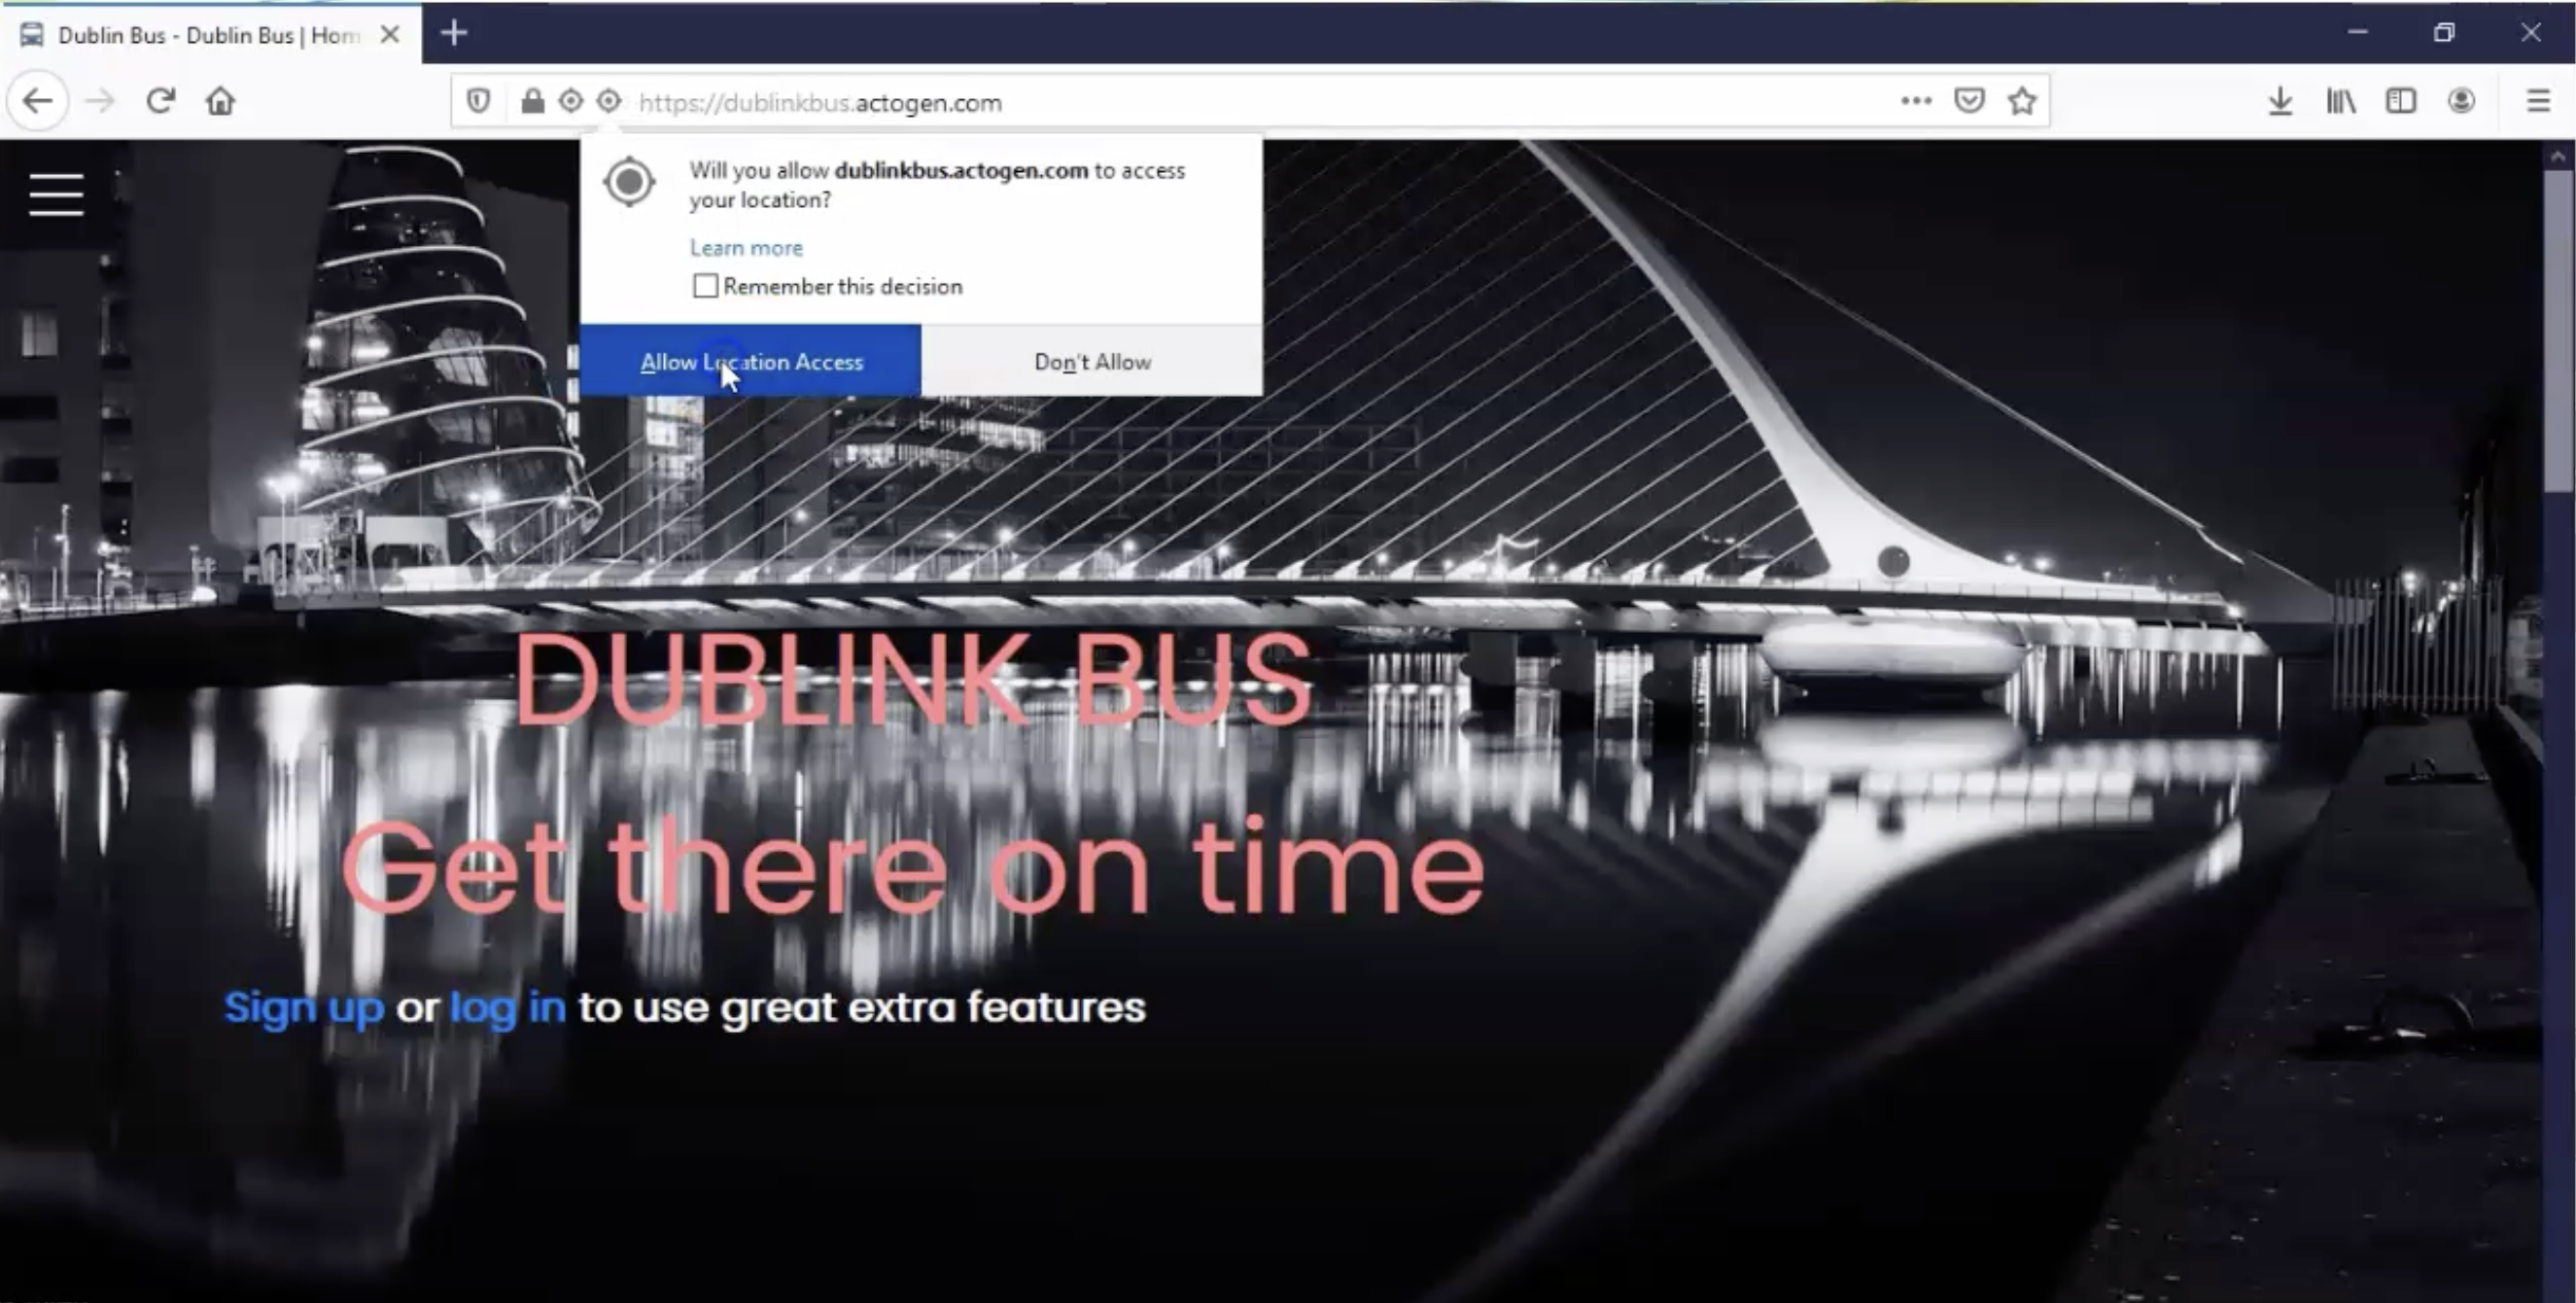 Dublin Bus - Dublin Bus | Hom
https://dublinkbus.actogen.com
Will you allow dublinkbus.actogen.com to access
your location?
Learn more
Remember this decision
Allow Location Access
Don't Allow
DUBLINK BUS
Get there on time
Sign up or log in to use great extra features